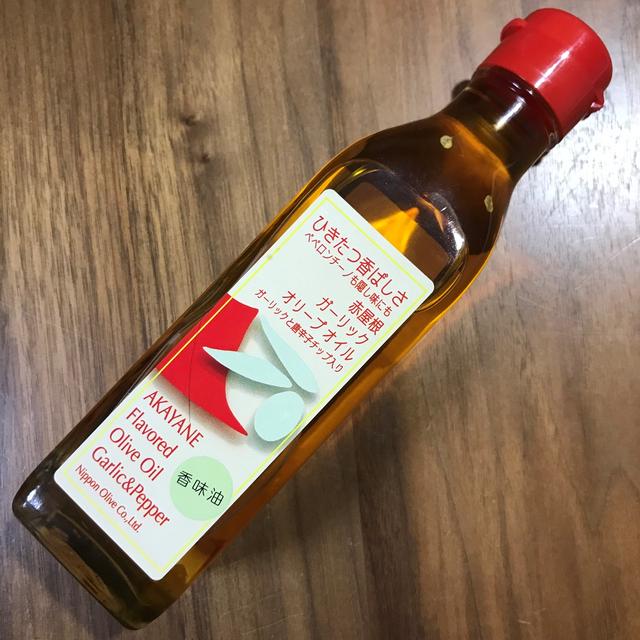 ひきたつ香ばしさ
ペペロンチーノも隠し味にも
赤屋根
ガーリック
オリーブオイル
ガーリックと唐辛子チップ入り
AKAYANE
Flavored
Olive Oil
Garlic&Pepper
Nippon Olive Co.,Ltd.
香味油